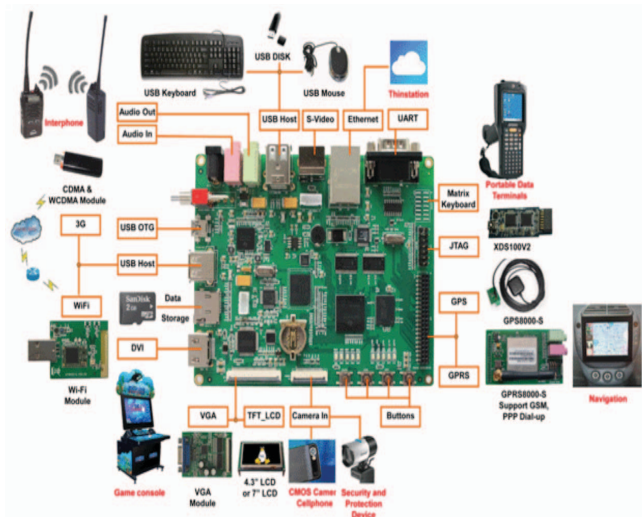 USB DISK
USB Keyboard
USB Mouse
Thinstation
Interphone
Audio Out
Audio In
USB Host
S-Video
Ethernet
UART
CDMA &
WCDMA Module
Portable Data
Terminals
Matrix
Keyboard
3G
USB OTG
XDS100V2
JTAG
USB Host
WiFi
SanDisk
2GB
Data
Storage
GPS
GPS8000-S
DVI
Wi-Fi
Module
GPRS
GPRS8000-S
Support GSM,
PPP Dial-up
Navigation
VGA
TFT_LCD
Camera In
Buttons
Game console
VGA
Module
4.3" LCD
or 7" LCD
CMOS Camer
Cellphone
Security and
Protection
Device